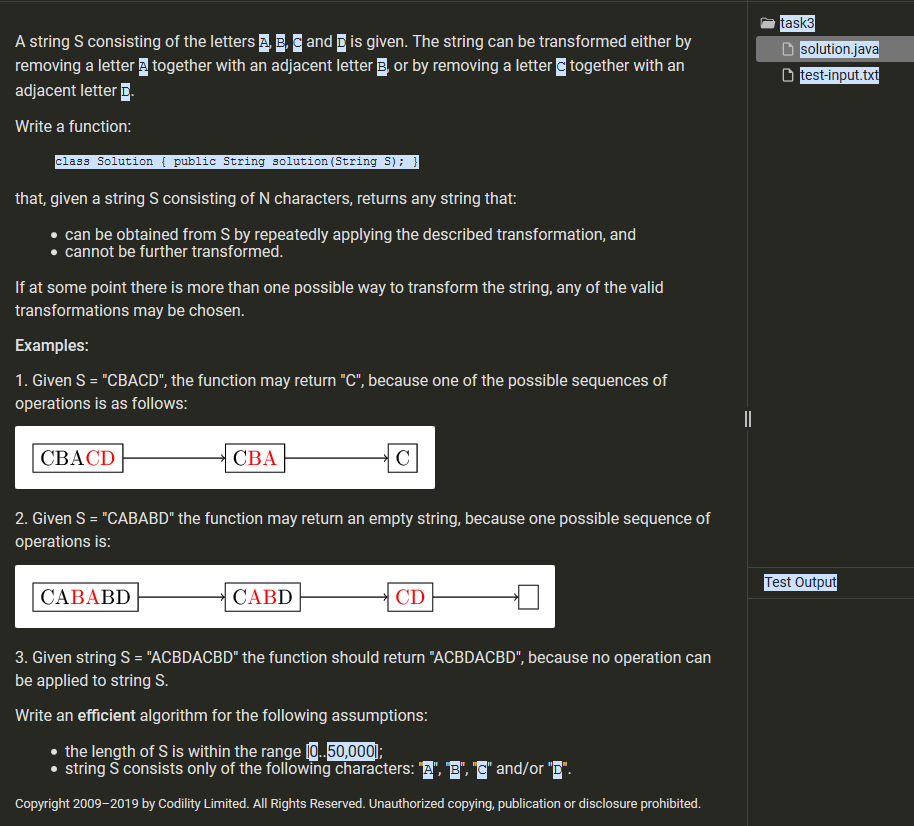 A string S consisting of the letters A, B, C and D is given. The string can be transformed either by
removing a letter A together with an adjacent letter B, or by removing a letter C together with an
adjacent letter D.
Write a function:
class Solution { public String solution(String S); }
that, given a string S consisting of N characters, returns any string that:
• can be obtained from S by repeatedly applying the described transformation, and
• cannot be further transformed.
If at some point there is more than one possible way to transform the string, any of the valid
transformations may be chosen.
Examples:
1. Given S = "CBACD", the function may return "C", because one of the possible sequences of
operations is as follows:
CBACD CBA C
2. Given S = "CABABD" the function may return an empty string, because one possible sequence of
operations is:
CABABD CABD CD
3. Given string S = "ACBDACBD" the function should return "ACBDACBD", because no operation can
be applied to string S.
Write an efficient algorithm for the following assumptions:
• the length of S is within the range [0..50,000];
• string S consists only of the following characters: "A", "B", "C" and/or "D".
Copyright 2009–2019 by Codility Limited. All Rights Reserved. Unauthorized copying, publication or disclosure prohibited.
task3
solution.java
test-input.txt
Test Output